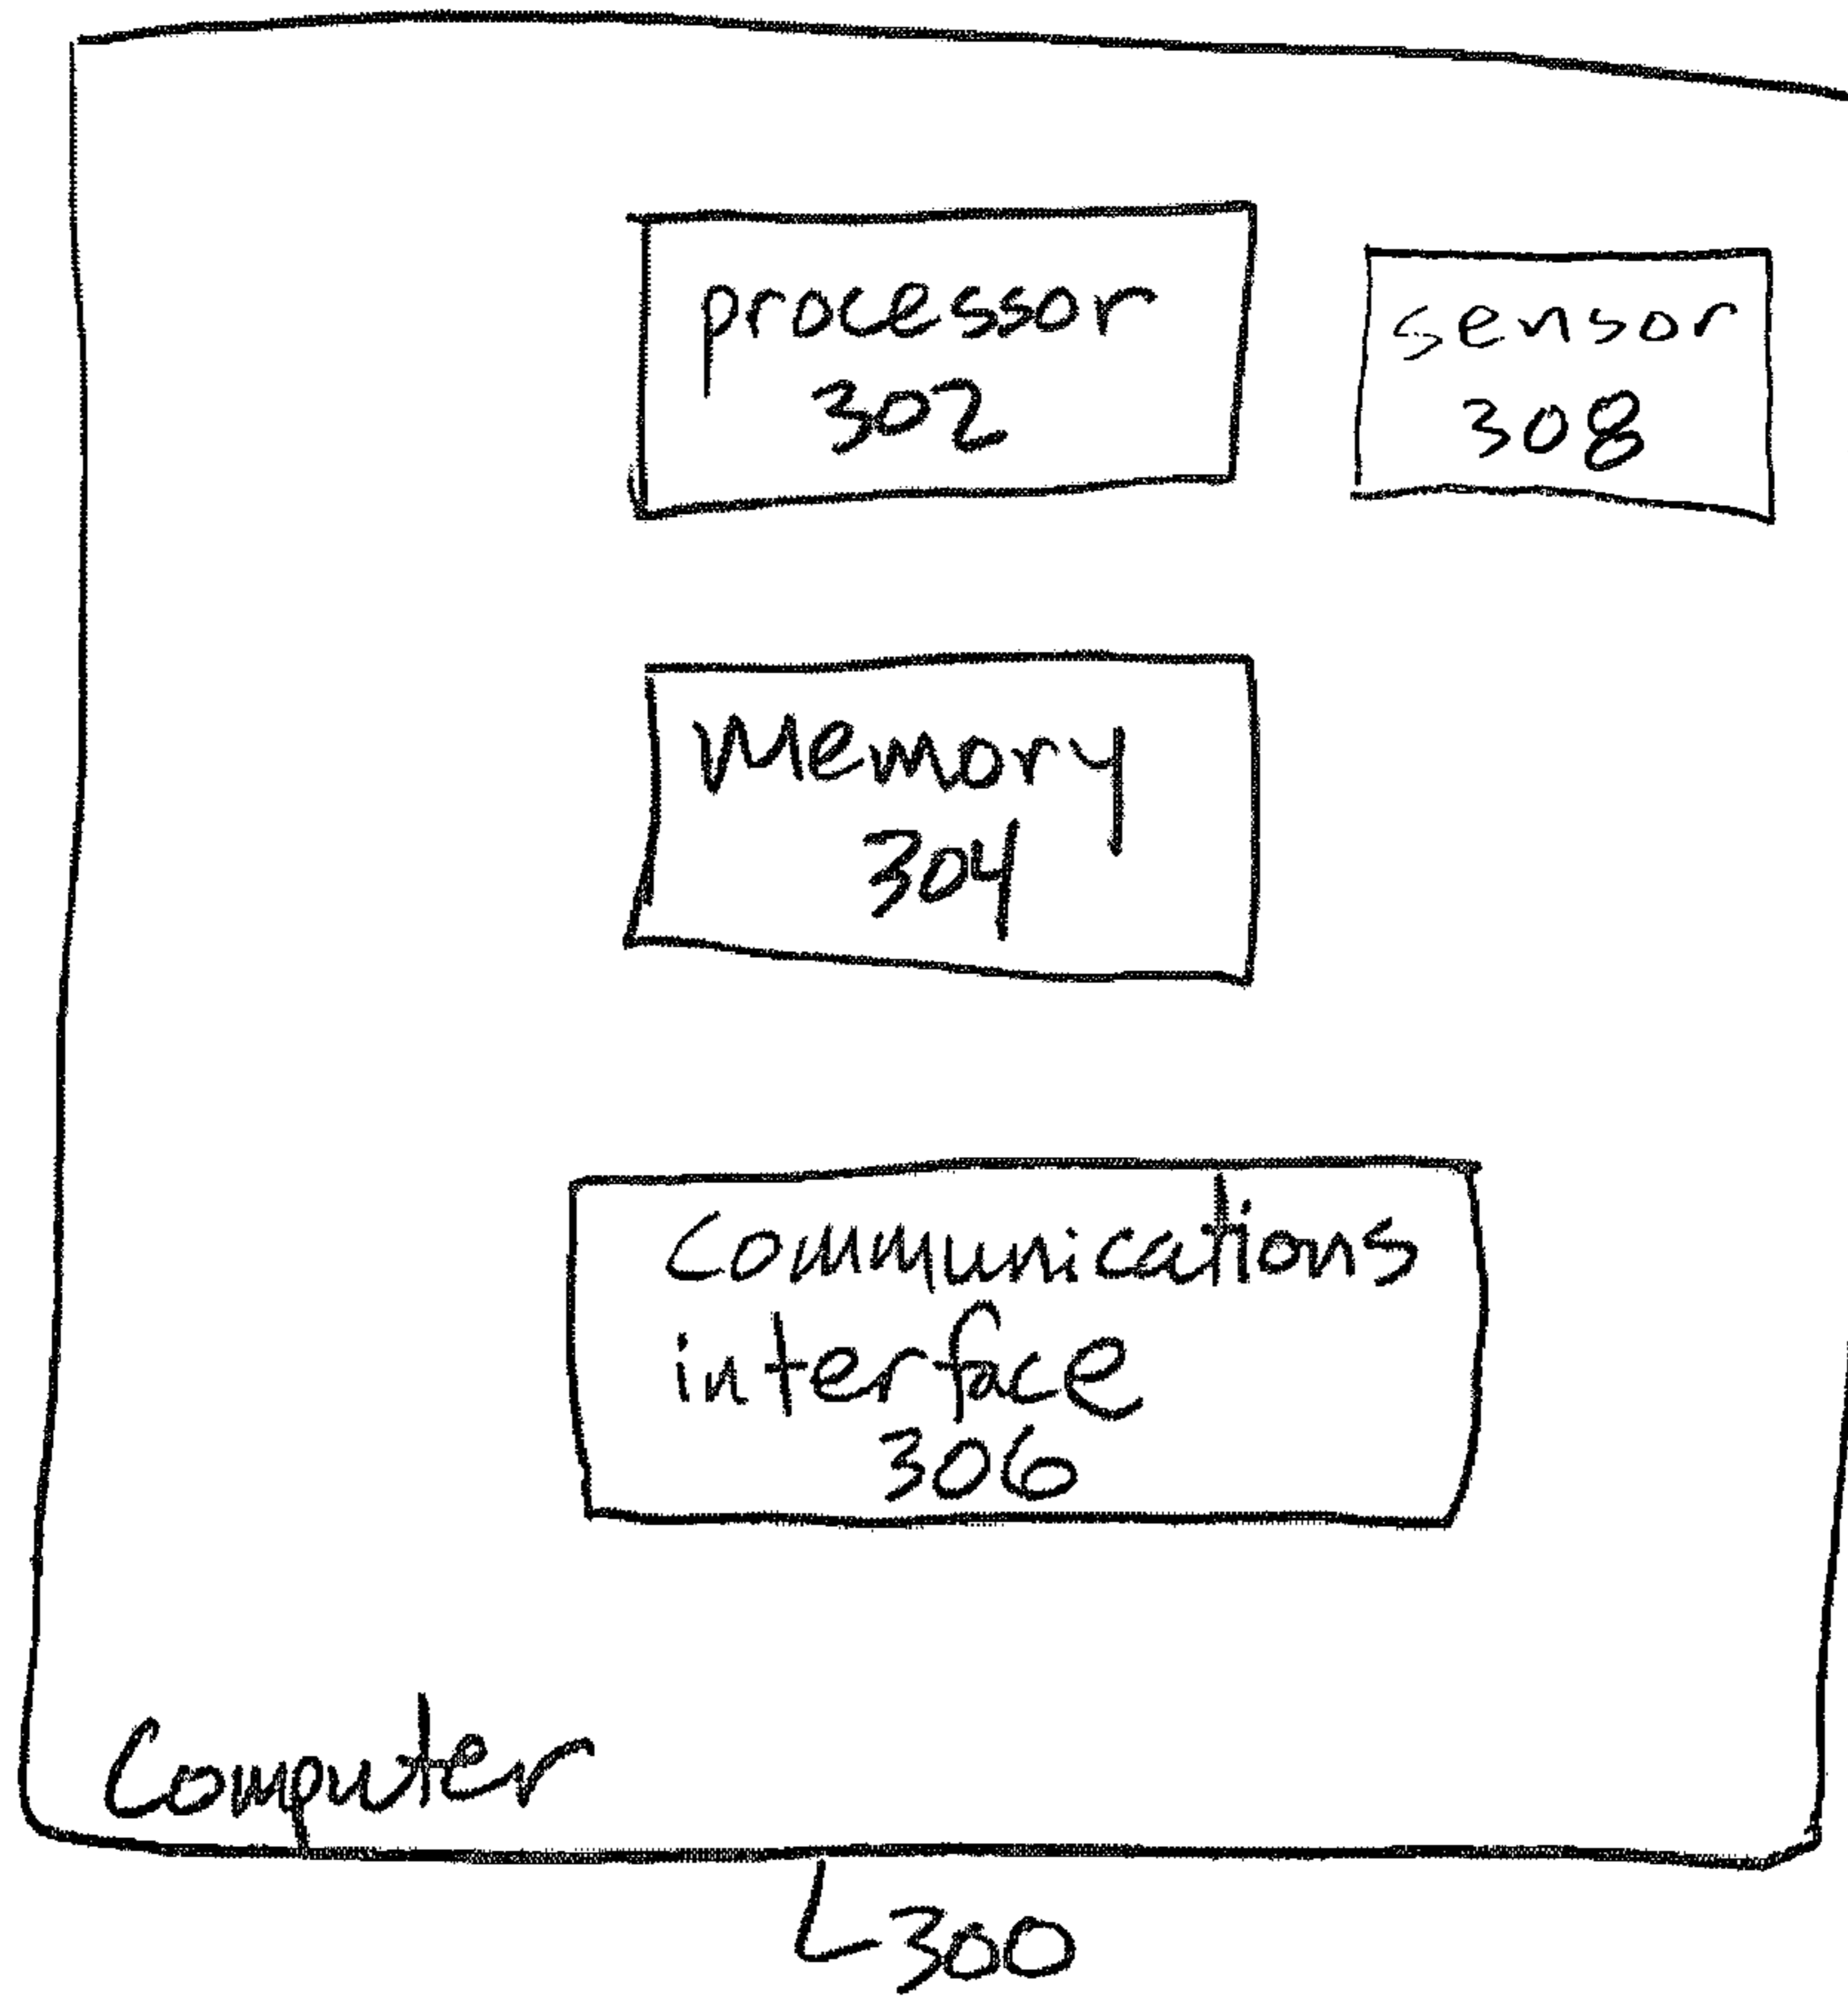 processor
302
sensor
308
Memory
304
Communications
interface
306
Computer
300